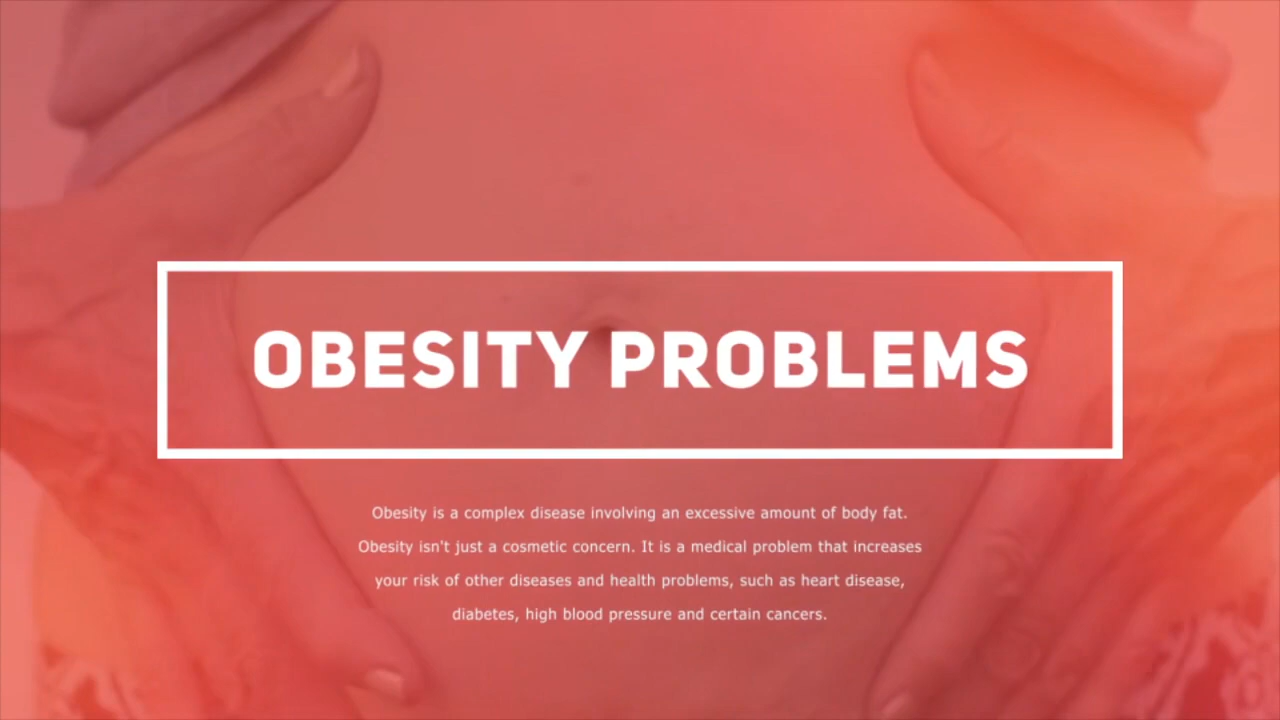 OBESITY PROBLEMS
Obesity is a complex disease involving an excessive amount of body fat.
Obesity isn't just a cosmetic concern. It is a medical problem that increases
your risk of other diseases and health problems, such as heart disease,
diabetes, high blood pressure and certain cancers.